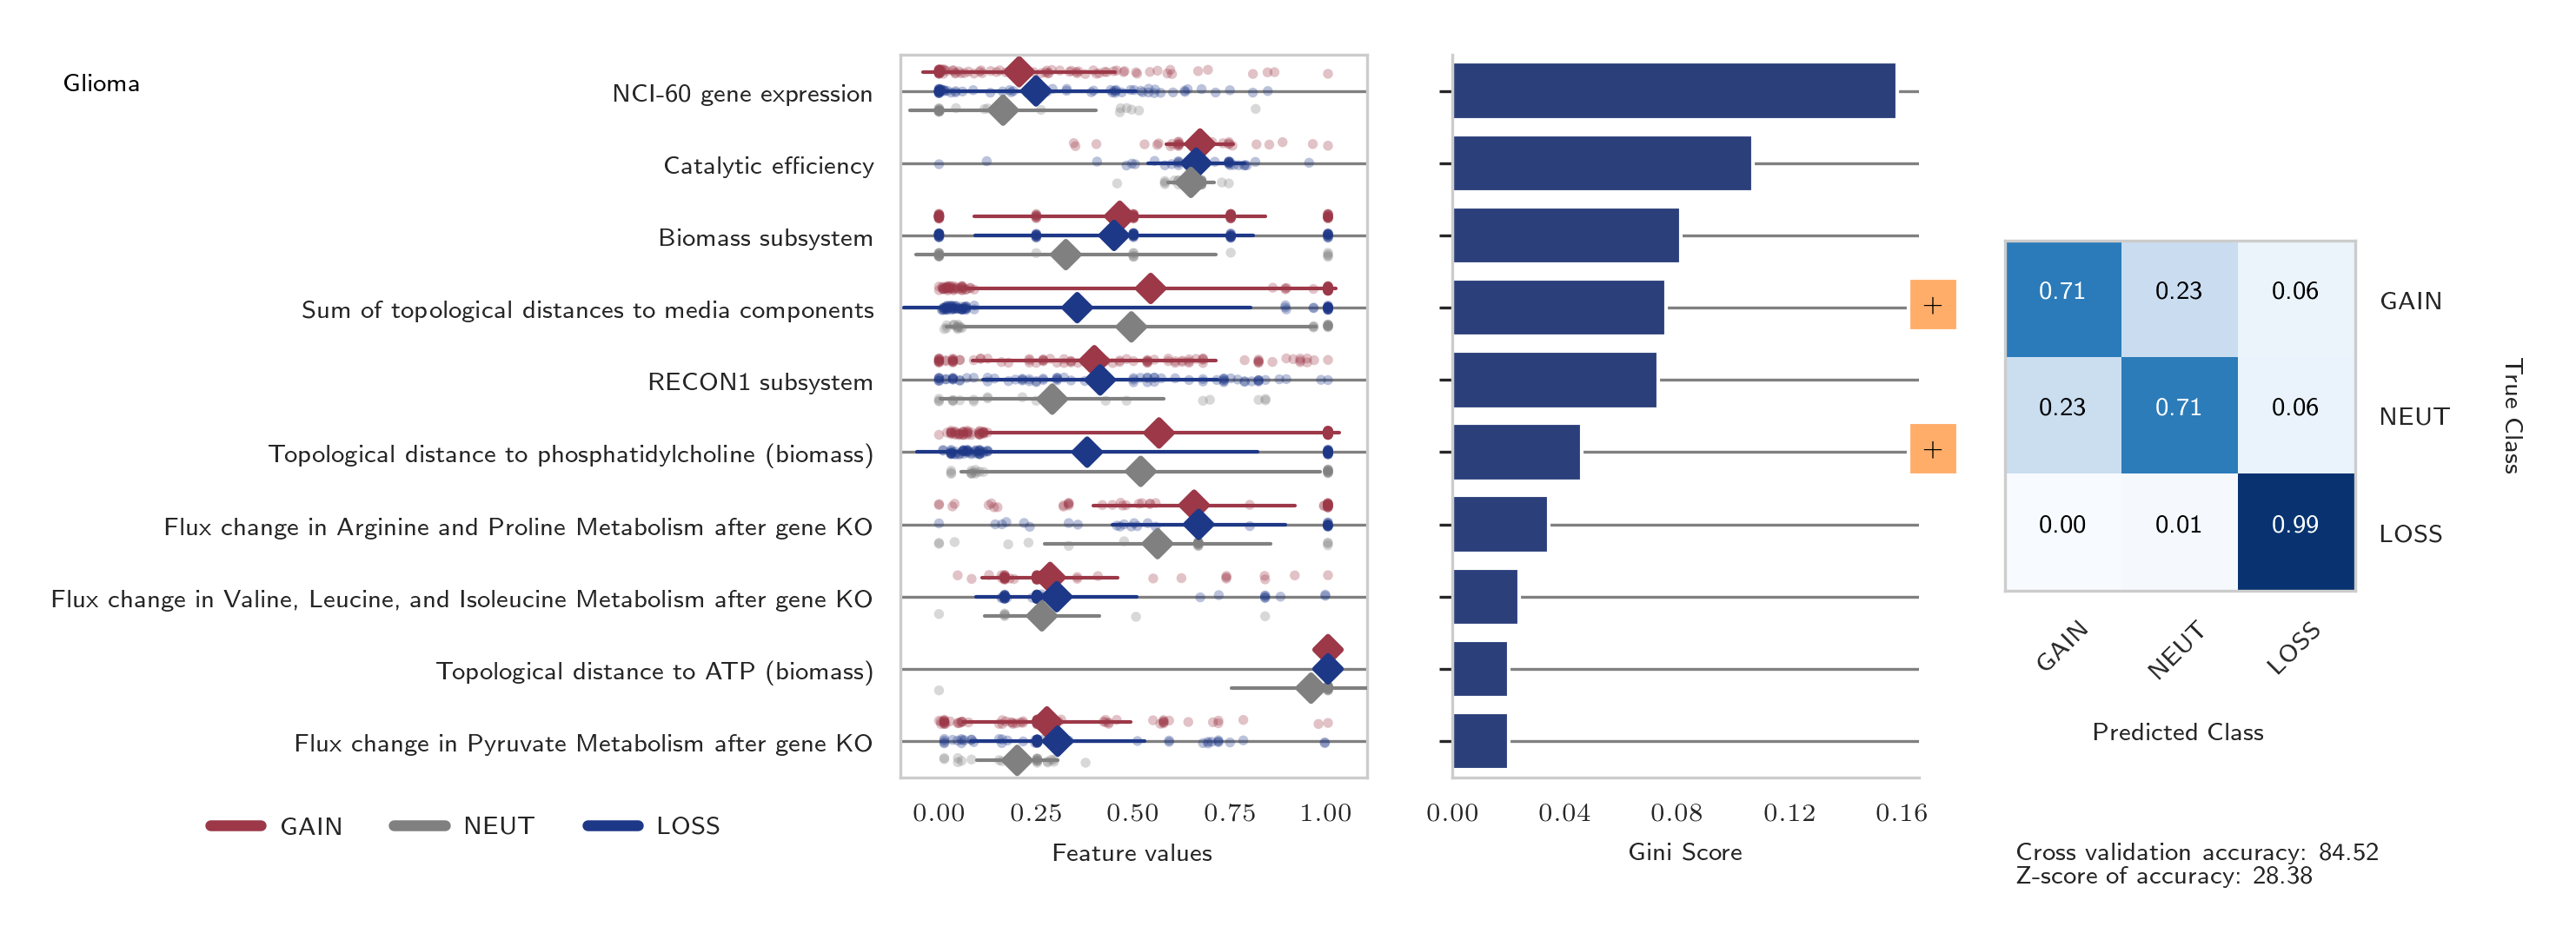 Glioma
NCI-60 gene expression
Catalytic efficiency
Biomass subsystem
Sum of topological distances to media components
RECON1 subsystem
Topological distance to phosphatidylcholine (biomass)
Flux change in Arginine and Proline Metabolism after gene KO
Flux change in Valine, Leucine, and Isoleucine Metabolism after gene KO
Topological distance to ATP (biomass)
Flux change in Pyruvate Metabolism after gene KO
GAIN NEUT LOSS
0.00 0.25 0.50 0.75 1.00
Feature values
+
+
0.00 0.04 0.08 0.12 0.16
Gini Score
0.71 0.23 0.06 GAIN
0.23 0.71 0.06 NEUT
0.00 0.01 0.99 LOSS
True Class
GAIN NEUT LOSS
Predicted Class
Cross validation accuracy: 84.52
Z-score of accuracy: 28.38